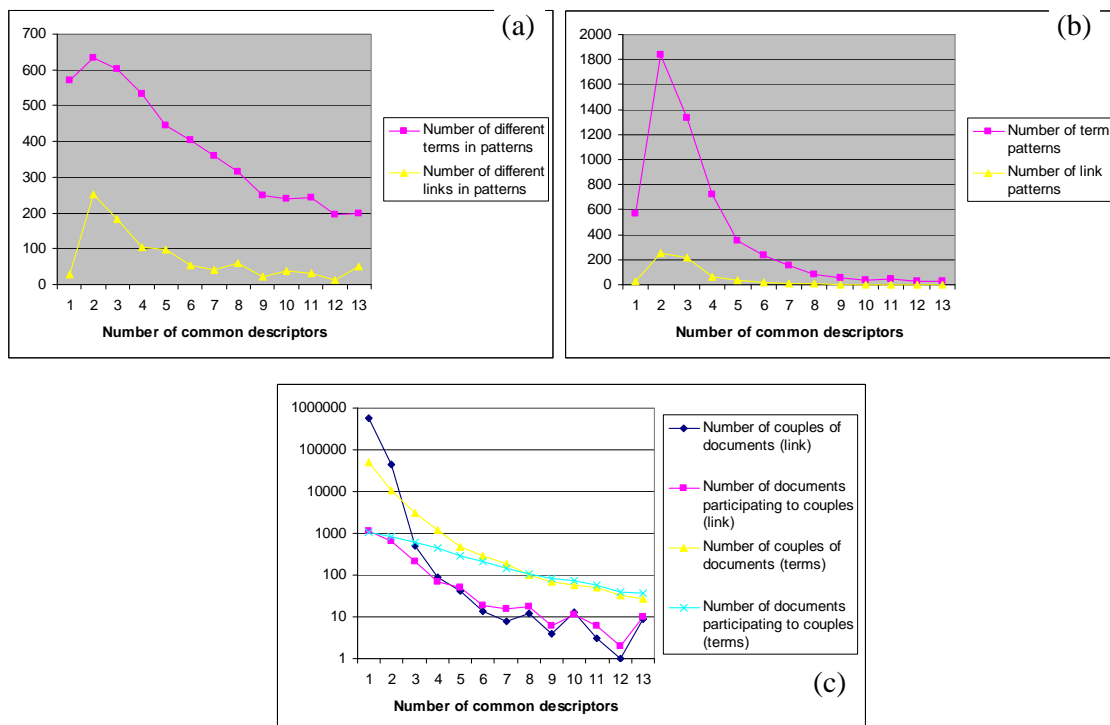 (a)
700
600
500
400
300
200
100
0
1 2 3 4 5 6 7 8 9 10 11 12 13
Number of common descriptors
Number of different
terms in patterns
Number of different
links in patterns
(b)
2000
1800
1600
1400
1200
1000
800
600
400
200
0
1 2 3 4 5 6 7 8 9 10 11 12 13
Number of common descriptors
Number of term
patterns
Number of link
patterns
1000000
100000
10000
1000
100
10
1
1 2 3 4 5 6 7 8 9 10 11 12 13
Number of common descriptors
Number of couples of
documents (link)
Number of documents
participating to couples
(link)
Number of couples of
documents (terms)
Number of documents
participating to couples
(terms)
(c)